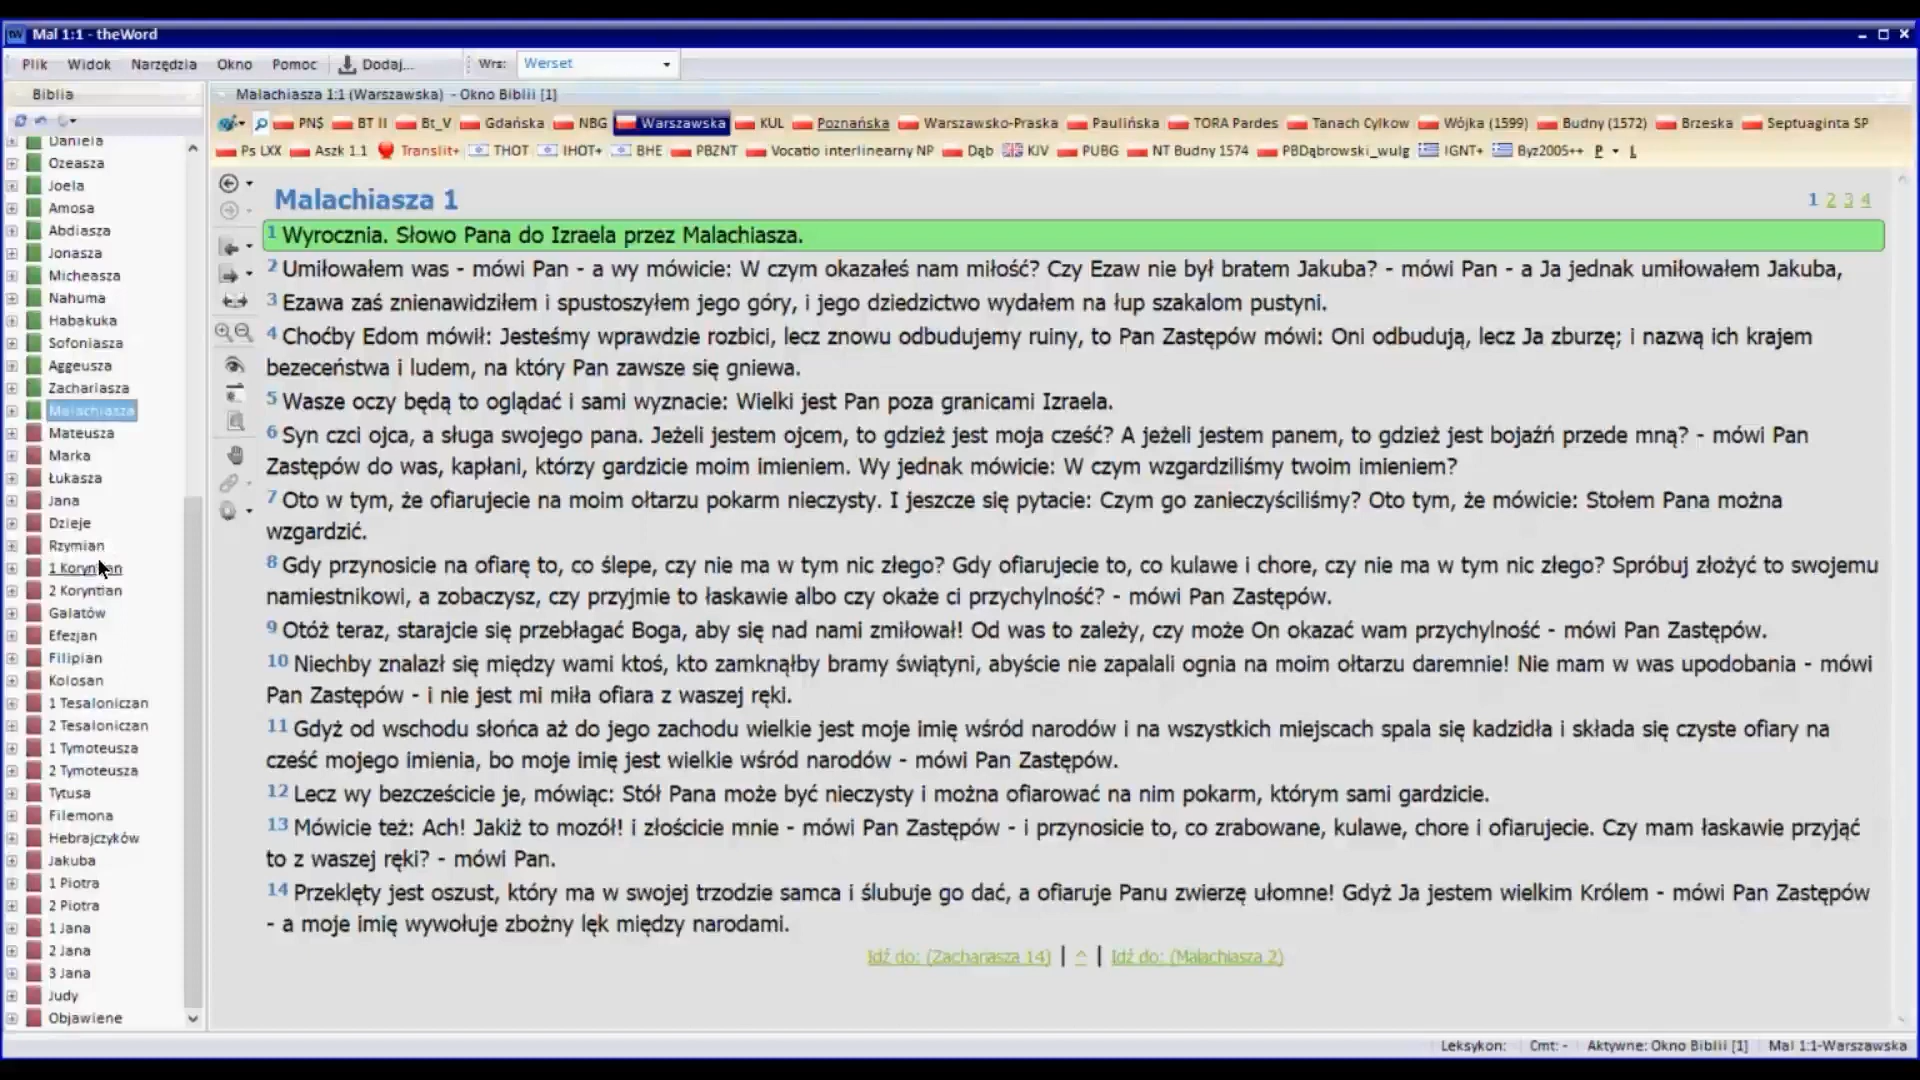 Mal 1:1 - theWord
Plik Widok Narzędzia Okno Pomoc Dodaj... Wrs: Werset
Biblia
Malachiasza 1:1 (Warszawska) - Okno Biblii [1]
PNŚ BT II Bt_V Gdańska NBG Warszawska KUL Poznańska Warszawsko-Praska Paulińska TORA Pardes Tanach Cylkow Wójka (1599) Budny (1572) Brzeska Septuaginta SP
Ps LXX Aszk 1.1 Translit+ THOT IHOT+ BHE PBZNT Vocatio interlinearny NP Dąb KJV PUBG NT Budny 1574 PBDąbrowski_wulg IGNT+ Byz2005++ P L
Daniela
Ozeasza
Joela
Amosa
Abdiasza
Jonasza
Micheasza
Nahuma
Habakuka
Sofoniasza
Aggeusza
Zachariasza
Malachiasza
Mateusza
Marka
Łukasza
Jana
Dzieje
Rzymian
1 Koryntian
2 Koryntian
Galatów
Efezjan
Filipian
Kolosan
1 Tesaloniczan
2 Tesaloniczan
1 Tymoteusza
2 Tymoteusza
Tytusa
Filemona
Hebrajczyków
Jakuba
1 Piotra
2 Piotra
1 Jana
2 Jana
3 Jana
Judy
Objawiene
Malachiasza 1
1 2 3 4
1 Wyrocznia. Słowo Pana do Izraela przez Malachiasza.
2 Umiłowałem was - mówi Pan - a wy mówicie: W czym okazałeś nam miłość? Czy Ezaw nie był bratem Jakuba? - mówi Pan - a Ja jednak umiłowałem Jakuba,
3 Ezawa zaś znienawidziłem i spustoszyłem jego góry, i jego dziedzictwo wydałem na łup szakalom pustyni.
4 Choćby Edom mówił: Jesteśmy wprawdzie rozbici, lecz znowu odbudujemy ruiny, to Pan Zastępów mówi: Oni odbudują, lecz Ja zburzę; i nazwą ich krajem
bezeceństwa i ludem, na który Pan zawsze się gniewa.
5 Wasze oczy będą to oglądać i sami wyznacie: Wielki jest Pan poza granicami Izraela.
6 Syn czci ojca, a sługa swojego pana. Jeżeli jestem ojcem, to gdzież jest moja cześć? A jeżeli jestem panem, to gdzież jest bojaźń przede mną? - mówi Pan
Zastępów do was, kapłani, którzy gardzicie moim imieniem. Wy jednak mówicie: W czym wzgardziliśmy twoim imieniem?
7 Oto w tym, że ofiarujecie na moim ołtarzu pokarm nieczysty. I jeszcze się pytacie: Czym go zanieczyściliśmy? Oto tym, że mówicie: Stołem Pana można
wzgardzić.
8 Gdy przynosicie na ofiarę to, co ślepe, czy nie ma w tym nic złego? Gdy ofiarujecie to, co kulawe i chore, czy nie ma w tym nic złego? Spróbuj złożyć to swojemu
namiestnikowi, a zobaczysz, czy przyjmie to łaskawie albo czy okaże ci przychylność? - mówi Pan Zastępów.
9 Otóż teraz, starajcie się przebłagać Boga, aby się nad nami zmiłował! Od was to zależy, czy może On okazać wam przychylność - mówi Pan Zastępów.
10 Niechby znalazł się między wami ktoś, kto zamknąłby bramy świątyni, abyście nie zapalali ognia na moim ołtarzu daremnie! Nie mam w was upodobania - mówi
Pan Zastępów - i nie jest mi miła ofiara z waszej ręki.
11 Gdyż od wschodu słońca aż do jego zachodu wielkie jest moje imię wśród narodów i na wszystkich miejscach spala się kadzidła i składa się czyste ofiary na
cześć mojego imienia, bo moje imię jest wielkie wśród narodów - mówi Pan Zastępów.
12 Lecz wy bezcześcicie je, mówiąc: Stół Pana może być nieczysty i można ofiarować na nim pokarm, którym sami gardzicie.
13 Mówicie też: Ach! Jakiż to mozół! i złościcie mnie - mówi Pan Zastępów - i przynosicie to, co zrabowane, kulawe, chore i ofiarujecie. Czy mam łaskawie przyjąć
to z waszej ręki? - mówi Pan.
14 Przeklęty jest oszust, który ma w swojej trzodzie samca i ślubuje go dać, a ofiaruje Panu zwierzę ułomne! Gdyż Ja jestem wielkim Królem - mówi Pan Zastępów
- a moje imię wywołuje zbożny lęk między narodami.
Idź do: (Zachariasza 14) | ^ | Idź do: (Malachiasza 2)
Leksykon: Cmt: - Aktywne: Okno Biblii [1] Mal 1:1-Warszawska